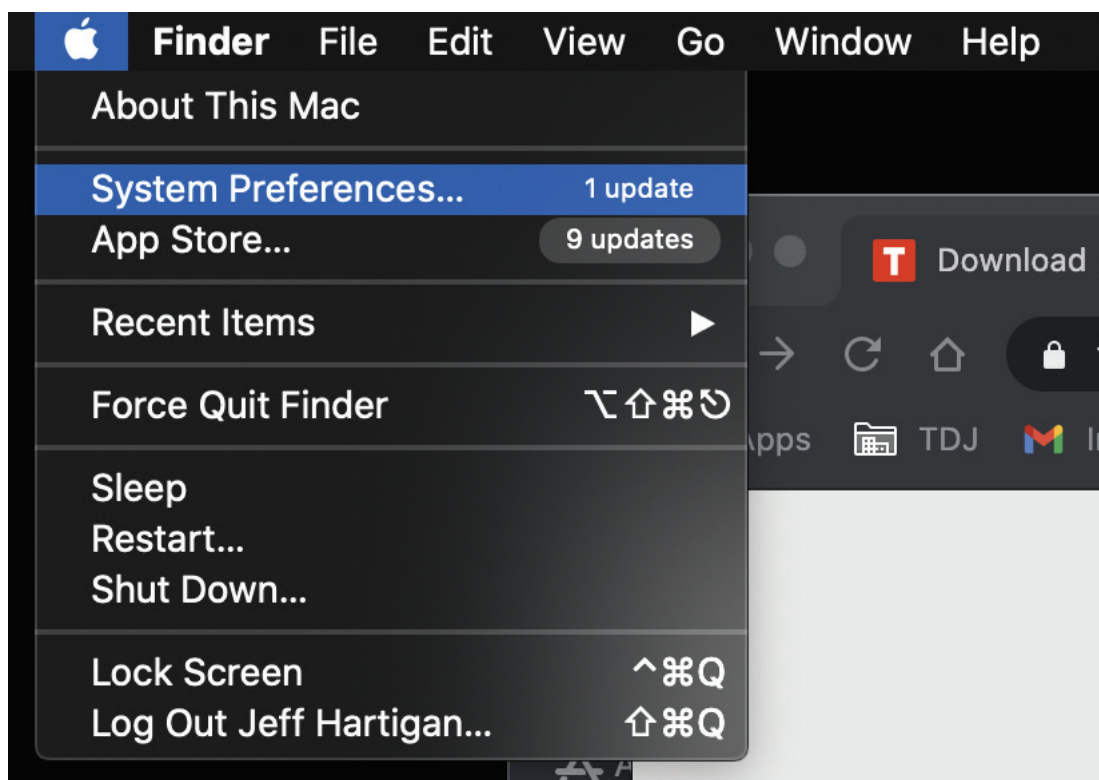 Finder File Edit View Go Window Help
About This Mac
System Preferences... 1 update
App Store... 9 updates
Recent Items ▶
Force Quit Finder ⌥⇧⌘⎋
Sleep
Restart...
Shut Down...
Lock Screen ^⌘Q
Log Out Jeff Hartigan... ⇧⌘Q
T Download
TDJ